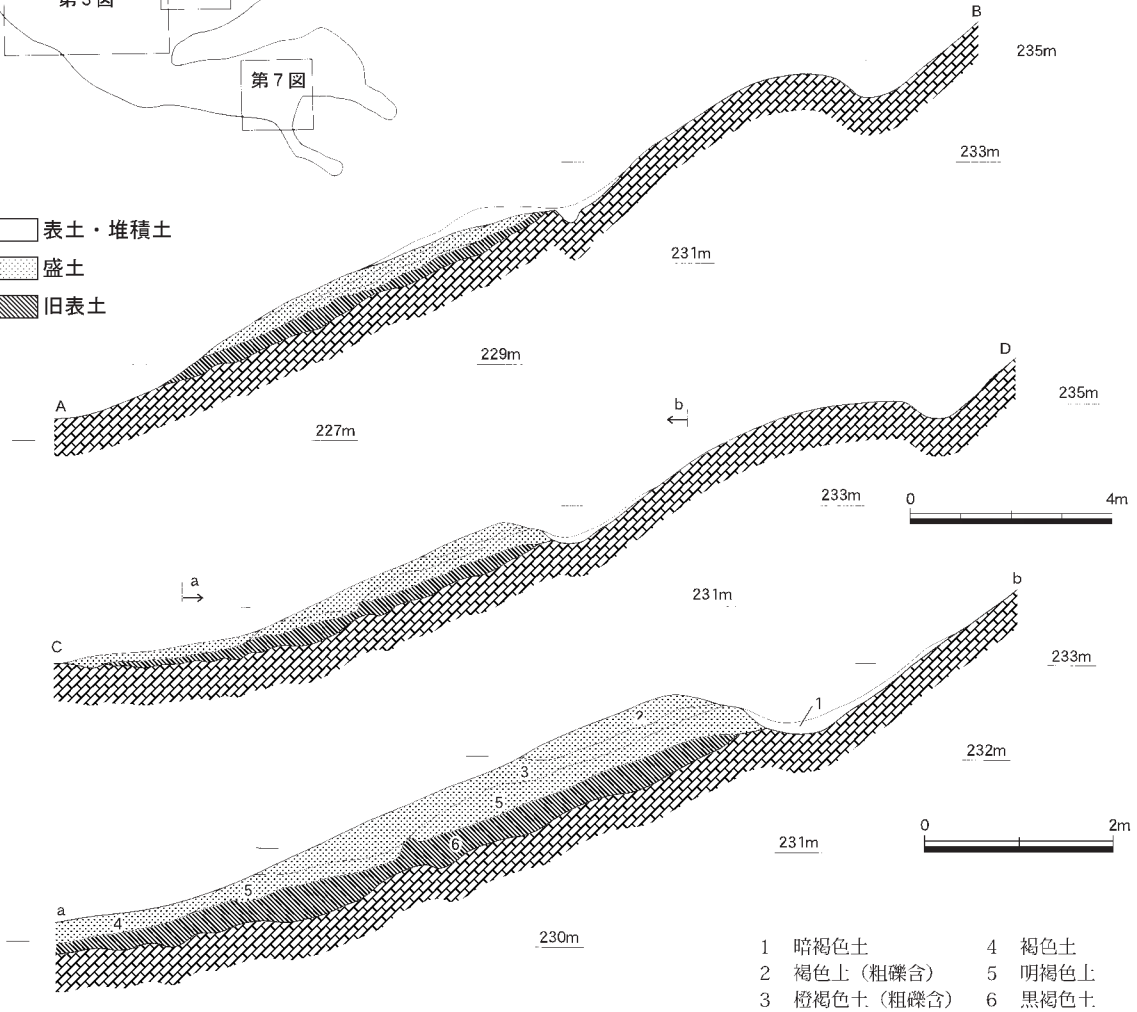 第5図
第7図
表土・堆積土
盛土
旧表土
B
235m
233m
231m
229m
227m
A
D
235m
b
233m
0 4m
a
231m
C
b
233m
1
2
232m
3
5
0 2m
231m
6
5
a
4
230m
1 暗褐色土
2 褐色土（粗礫含）
3 橙褐色土（粗礫含）
4 褐色土
5 明褐色土
6 黒褐色土